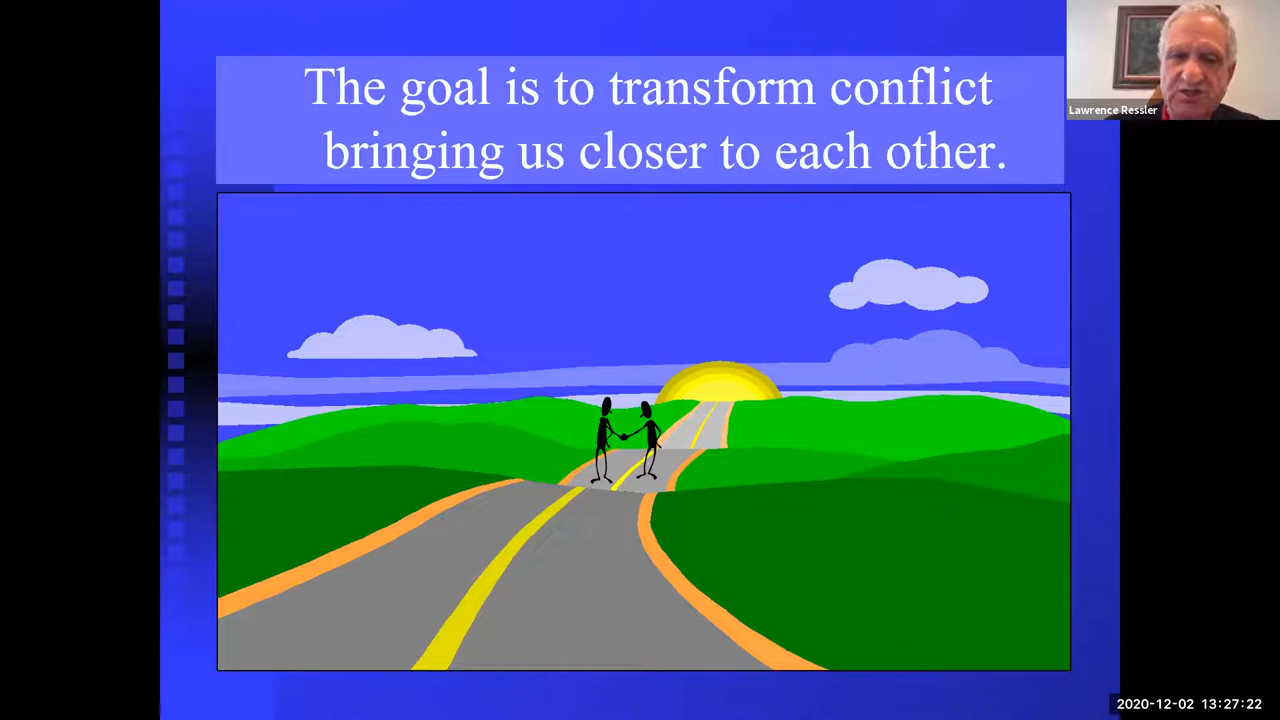 The goal is to transform conflict
bringing us closer to each other.
Lawrence Ressler
2020-12-02 13:27:22